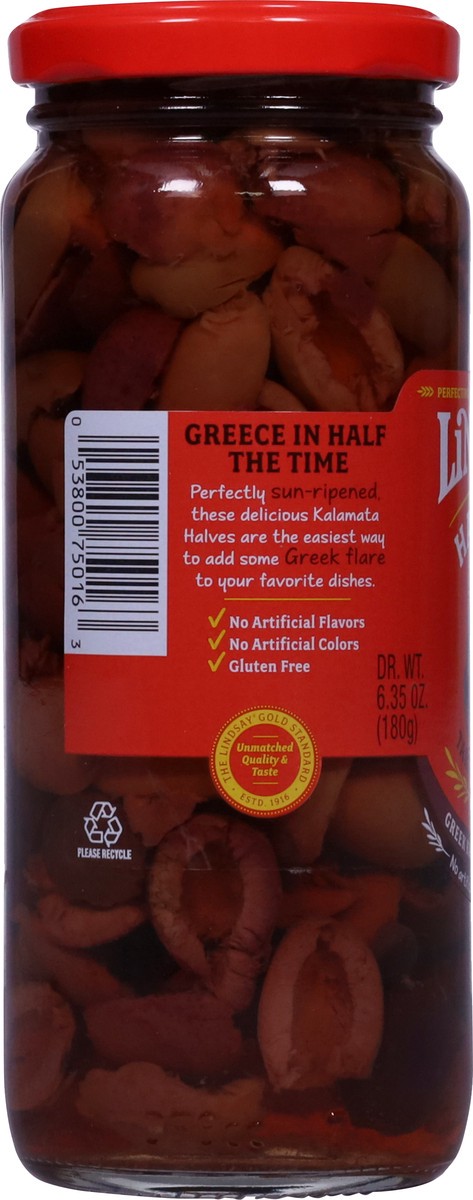 GREECE IN HALF
THE TIME
Perfectly sun-ripened,
these delicious Kalamata
Halves are the easiest way
to add some Greek flare
to your favorite dishes.
✓ No Artificial Flavors
✓ No Artificial Colors
✓ Gluten Free
0 53800 75016 3
DR. WT.
6.35 OZ.
(180g)
THE LINDSAY® GOLD STANDARD
Unmatched
Quality &
Taste
ESTD. 1916
PLEASE RECYCLE